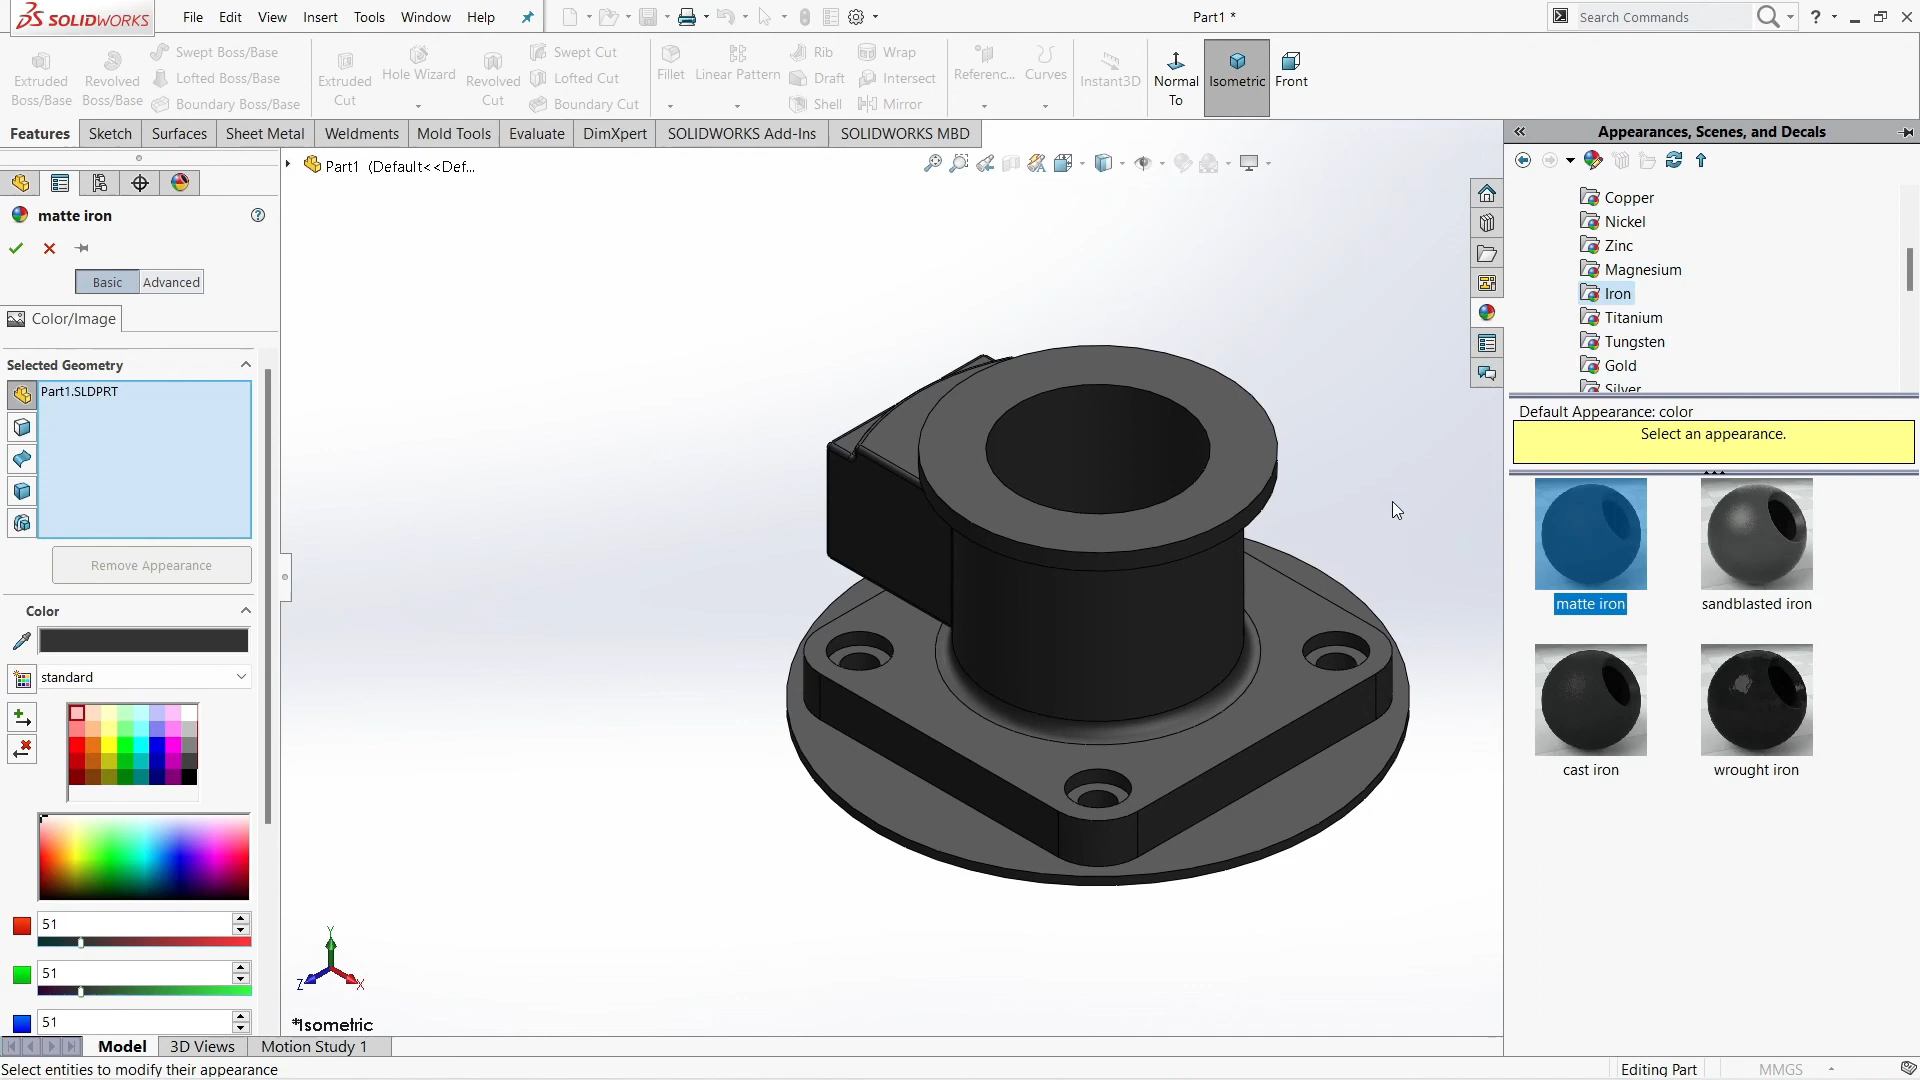 SOLIDWORKS File Edit View Insert Tools Window Help Part1 * Search Commands
Extruded Boss/Base
Revolved Boss/Base
Swept Boss/Base
Lofted Boss/Base
Boundary Boss/Base
Extruded Cut
Hole Wizard
Revolved Cut
Swept Cut
Lofted Cut
Boundary Cut
Fillet
Linear Pattern
Rib
Draft
Shell
Wrap
Intersect
Mirror
Referenc...
Curves
Instant3D
Normal To
Isometric
Front
Features Sketch Surfaces Sheet Metal Weldments Mold Tools Evaluate DimXpert SOLIDWORKS Add-Ins SOLIDWORKS MBD
Part1 (Default<<Def...
matte iron
Basic Advanced
Color/Image
Selected Geometry
Part1.SLDPRT
Remove Appearance
Color
standard
51
51
51
Y
Z
X
*Isometric
Appearances, Scenes, and Decals
Copper
Nickel
Zinc
Magnesium
Iron
Titanium
Tungsten
Gold
Silver
Default Appearance: color
Select an appearance.
matte iron
sandblasted iron
cast iron
wrought iron
Model 3D Views Motion Study 1
Select entities to modify their appearance
Editing Part MMGS